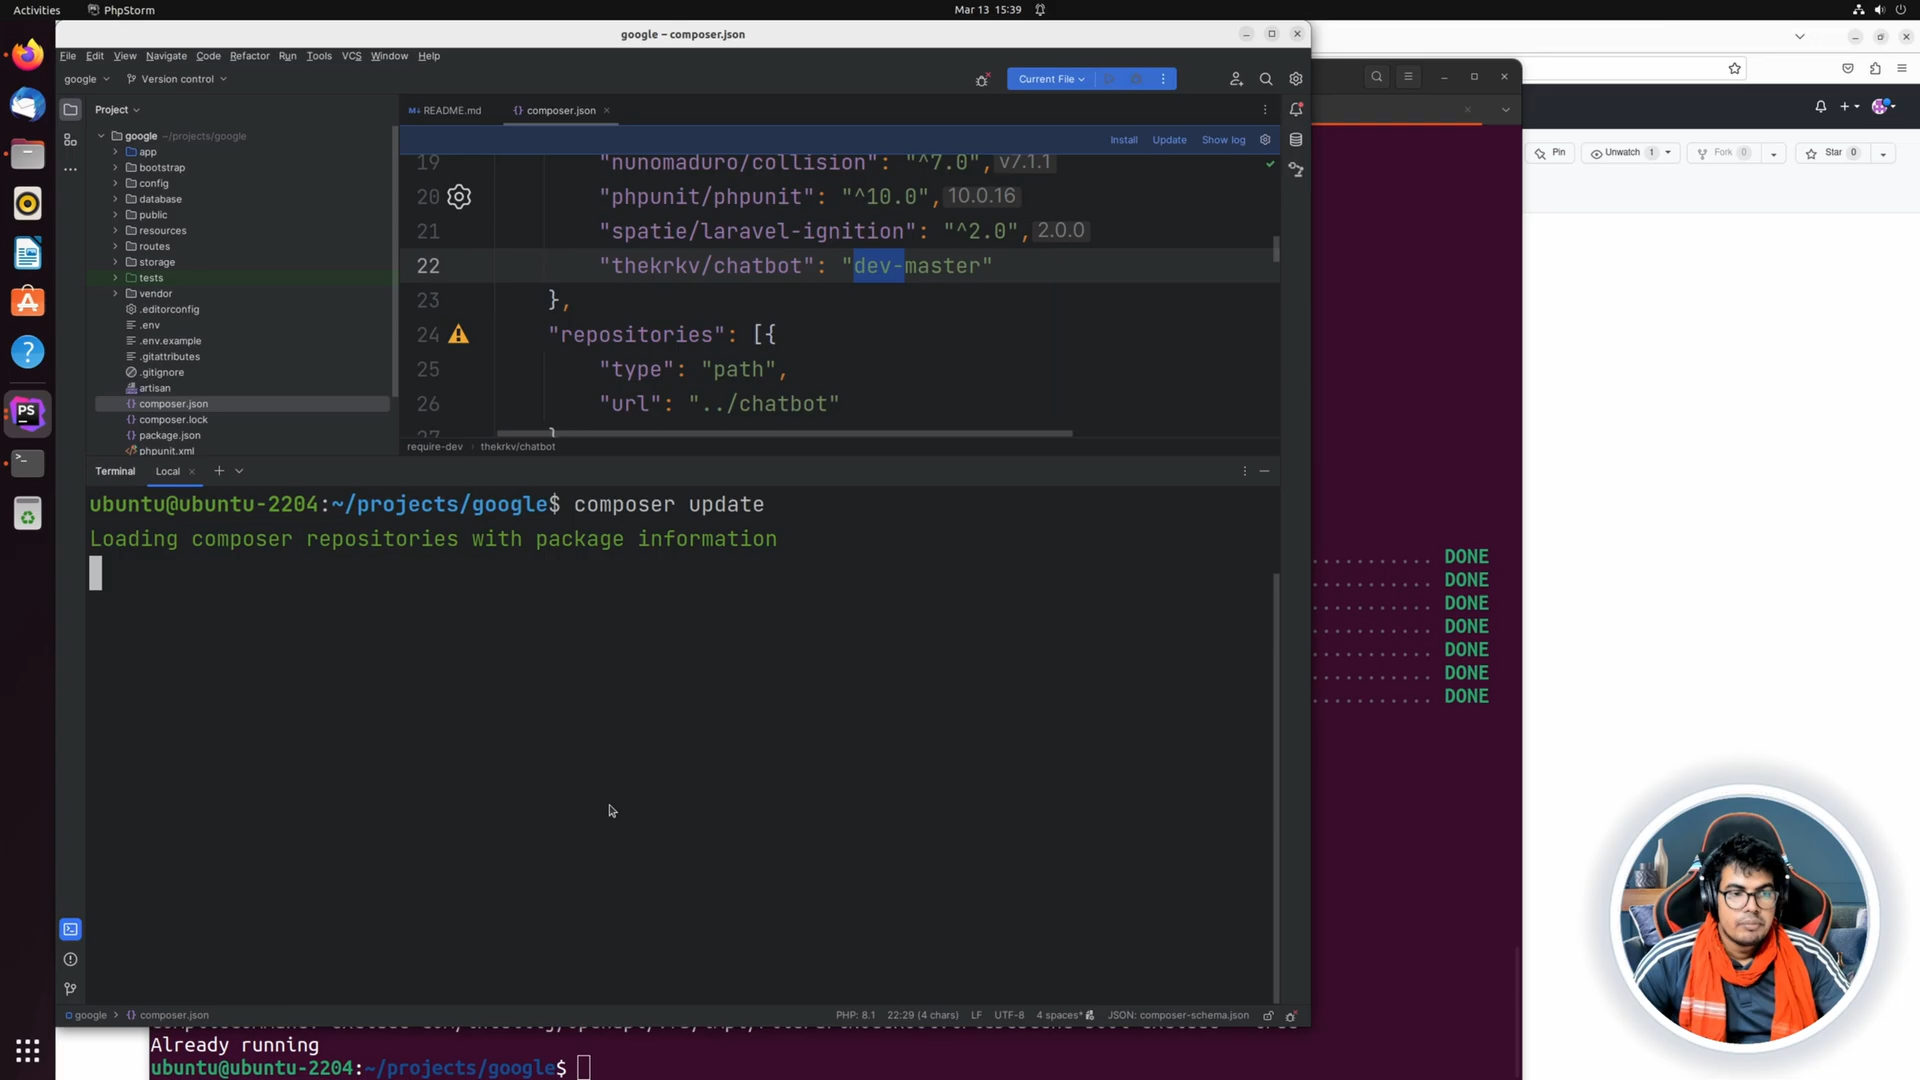 Activities
PhpStorm
Mar 13 15:39
google – composer.json
File Edit View Navigate Code Refactor Run Tools VCS Window Help
google
Version control
Current File
Project
README.md
composer.json
google ~/projects/google
app
bootstrap
config
database
public
resources
routes
storage
tests
vendor
.editorconfig
.env
.env.example
.gitattributes
.gitignore
artisan
composer.json
composer.lock
package.json
phpunit.xml
Install Update Show log
19 "nunomaduro/collision": "^7.0", v7.1.1
20 "phpunit/phpunit": "^10.0", 10.0.16
21 "spatie/laravel-ignition": "^2.0", 2.0.0
22 "thekrkv/chatbot": "dev-master"
23 },
24 "repositories": [{
25 "type": "path",
26 "url": "../chatbot"
27 }
require-dev thekrkv/chatbot
Terminal Local
ubuntu@ubuntu-2204:~/projects/google$ composer update
Loading composer repositories with package information
google composer.json
PHP: 8.1 22:29 (4 chars) LF UTF-8 4 spaces JSON: composer-schema.json
Pin
Unwatch 1
Fork 0
Star 0
........... DONE
........... DONE
........... DONE
........... DONE
........... DONE
........... DONE
........... DONE
Already running
ubuntu@ubuntu-2204:~/projects/google$